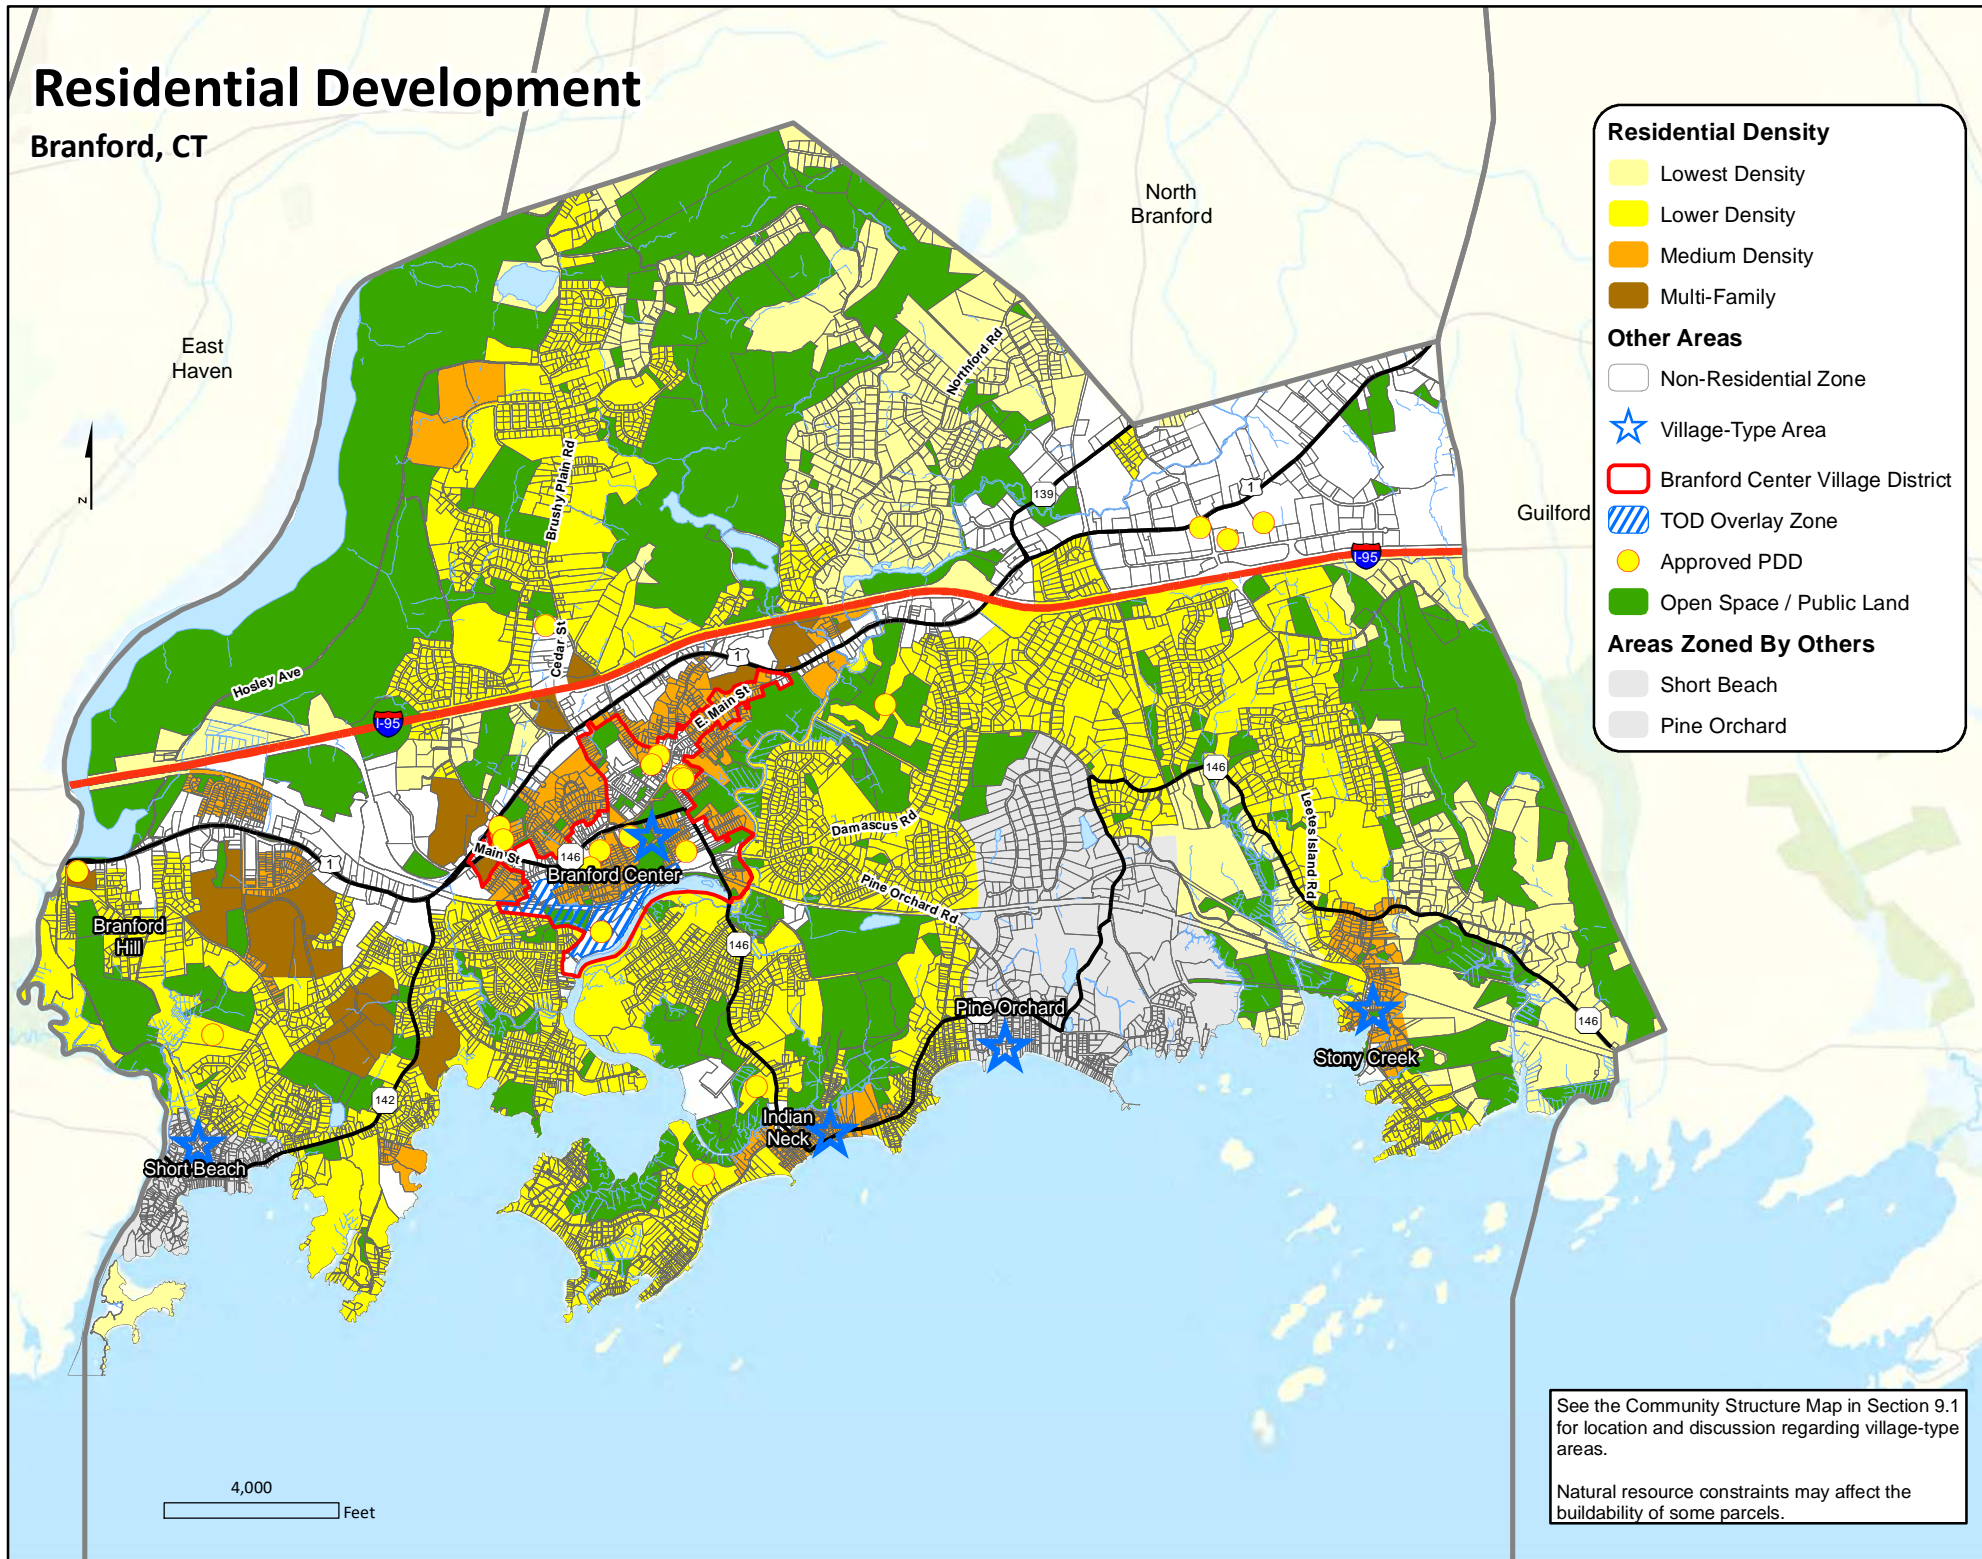 Residential Development
Branford, CT
North
Branford
East
Haven
Guilford
Residential Density
Lowest Density
Lower Density
Medium Density
Multi-Family
Other Areas
Non-Residential Zone
Village-Type Area
Branford Center Village District
TOD Overlay Zone
Approved PDD
Open Space / Public Land
Areas Zoned By Others
Short Beach
Pine Orchard
z
Northford Rd
Brushy Plain Rd
139
1
I-95
Cedar St
Hosley Ave
1
I-95
E. Main St
146
Leetes Island Rd
Damascus Rd
Main St
146
Branford Center
1
Pine Orchard Rd
Branford
Hill
146
Pine Orchard
146
Stony Creek
142
Indian
Neck
Short Beach
4,000
Feet
See the Community Structure Map in Section 9.1
for location and discussion regarding village-type
areas.
Natural resource constraints may affect the
buildability of some parcels.